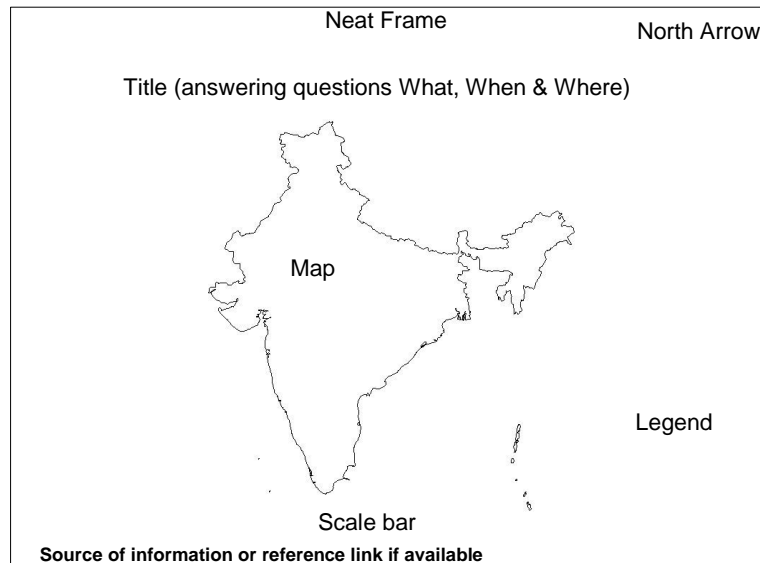 Neat Frame
North Arrow
Title (answering questions What, When & Where)
Map
Legend
Scale bar
Source of information or reference link if available